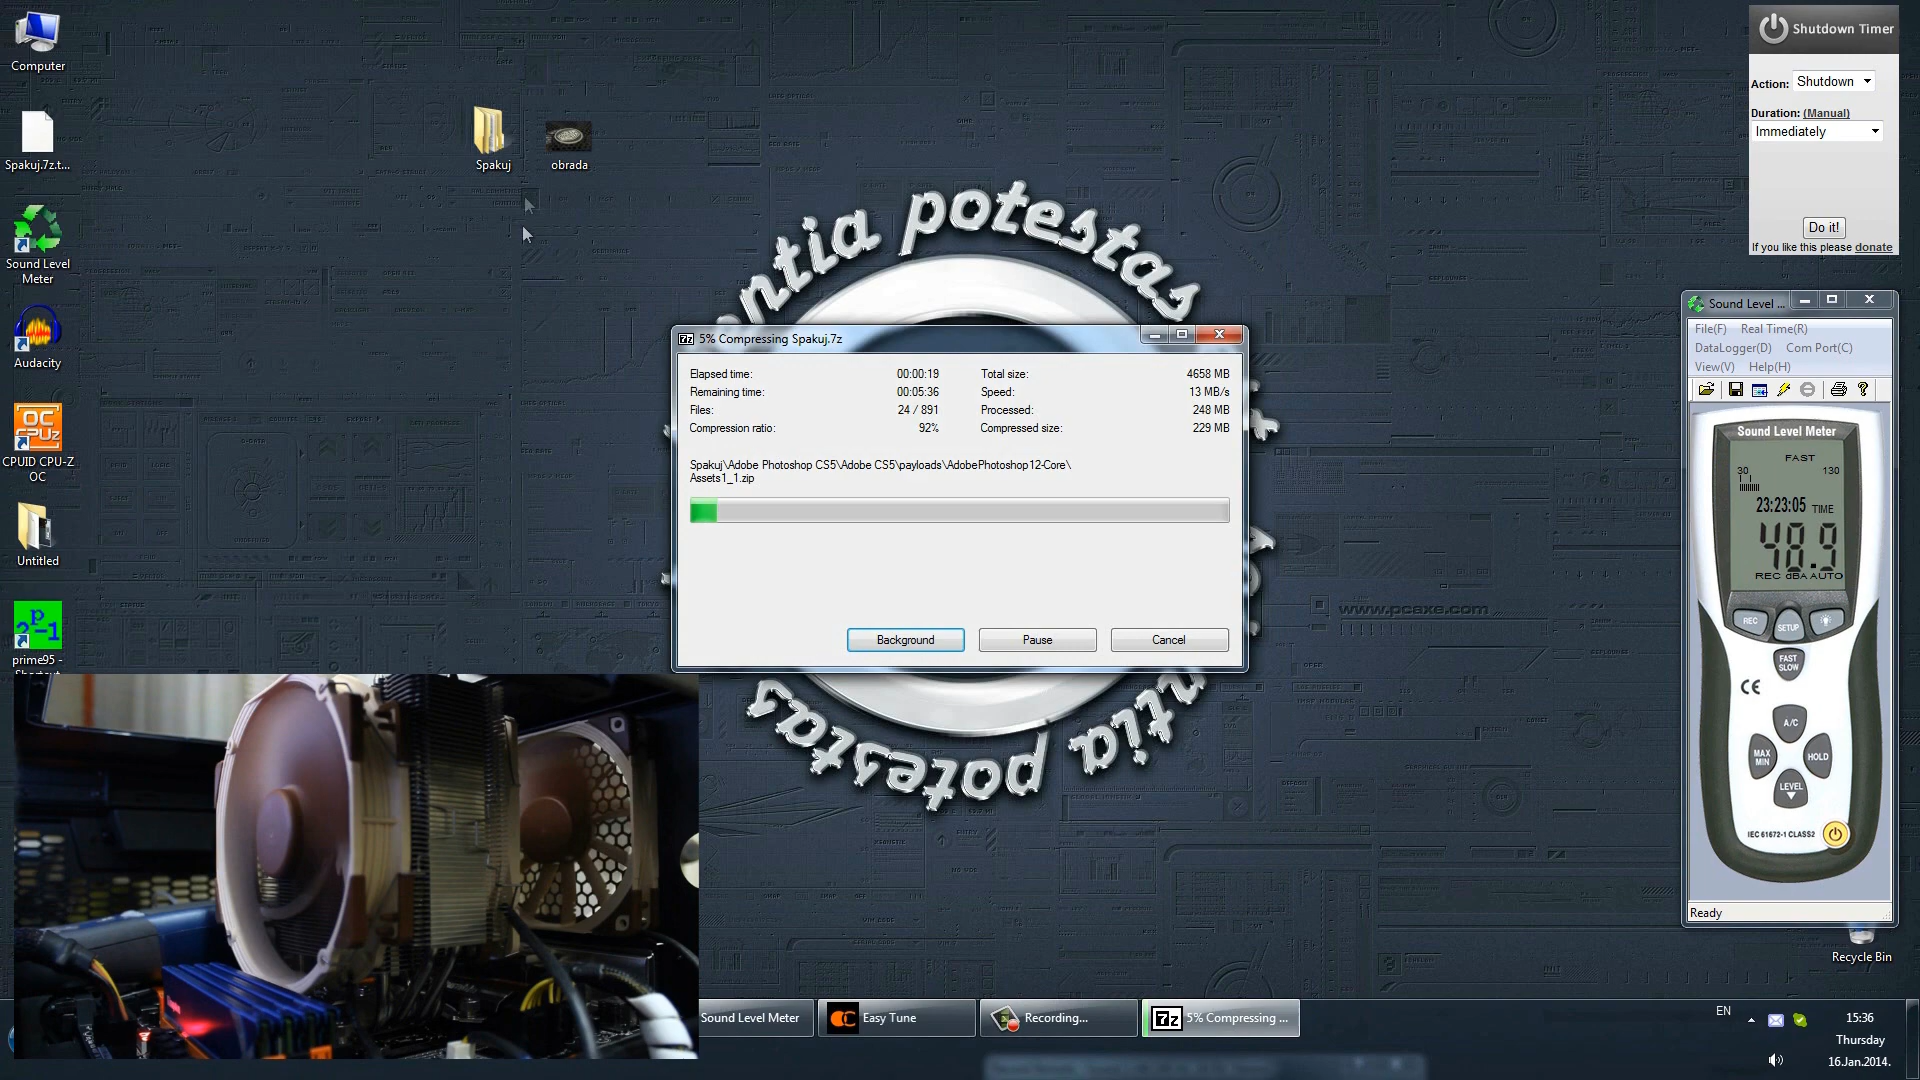 Computer
Spakuj.7z.t...
Sound Level
Meter
Audacity
CPUID CPU-Z
OC
Untitled
prime95 -
Spakuj
obrada
ntia potestas
www.pcaxe.com
potestas
Shutdown Timer
Action: Shutdown
Duration: (Manual)
Immediately
Do it!
If you like this please donate
5% Compressing Spakuj.7z
Elapsed time: 00:00:19 Total size: 4658 MB
Remaining time: 00:05:36 Speed: 13 MB/s
Files: 24 / 891 Processed: 248 MB
Compression ratio: 92% Compressed size: 229 MB
Spakuj\Adobe Photoshop CS5\Adobe CS5\payloads\AdobePhotoshop12-Core\
Assets1_1.zip
Background Pause Cancel
Sound Level ...
File(F) Real Time(R)
DataLogger(D) Com Port(C)
View(V) Help(H)
Sound Level Meter
FAST
30 130
23:23:05 TIME
48.9
REC dBA AUTO
REC SETUP
FAST
SLOW
CE
A/C
MAX
MIN
HOLD
LEVEL
IEC 61672-1 CLASS2
Ready
Recycle Bin
Sound Level Meter
Easy Tune
Recording...
5% Compressing ...
EN
15:36
Thursday
16.Jan.2014.